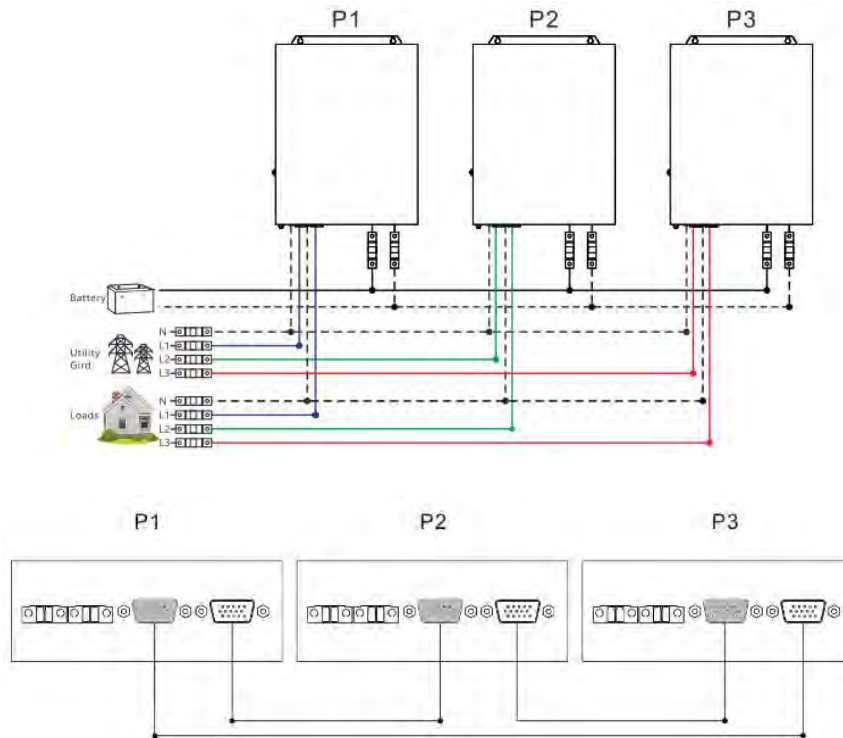 P1 P2 P3
Battery
N
L1
Utility
Gird
L2
L3
N
L1
Loads
L2
L3
P1 P2 P3